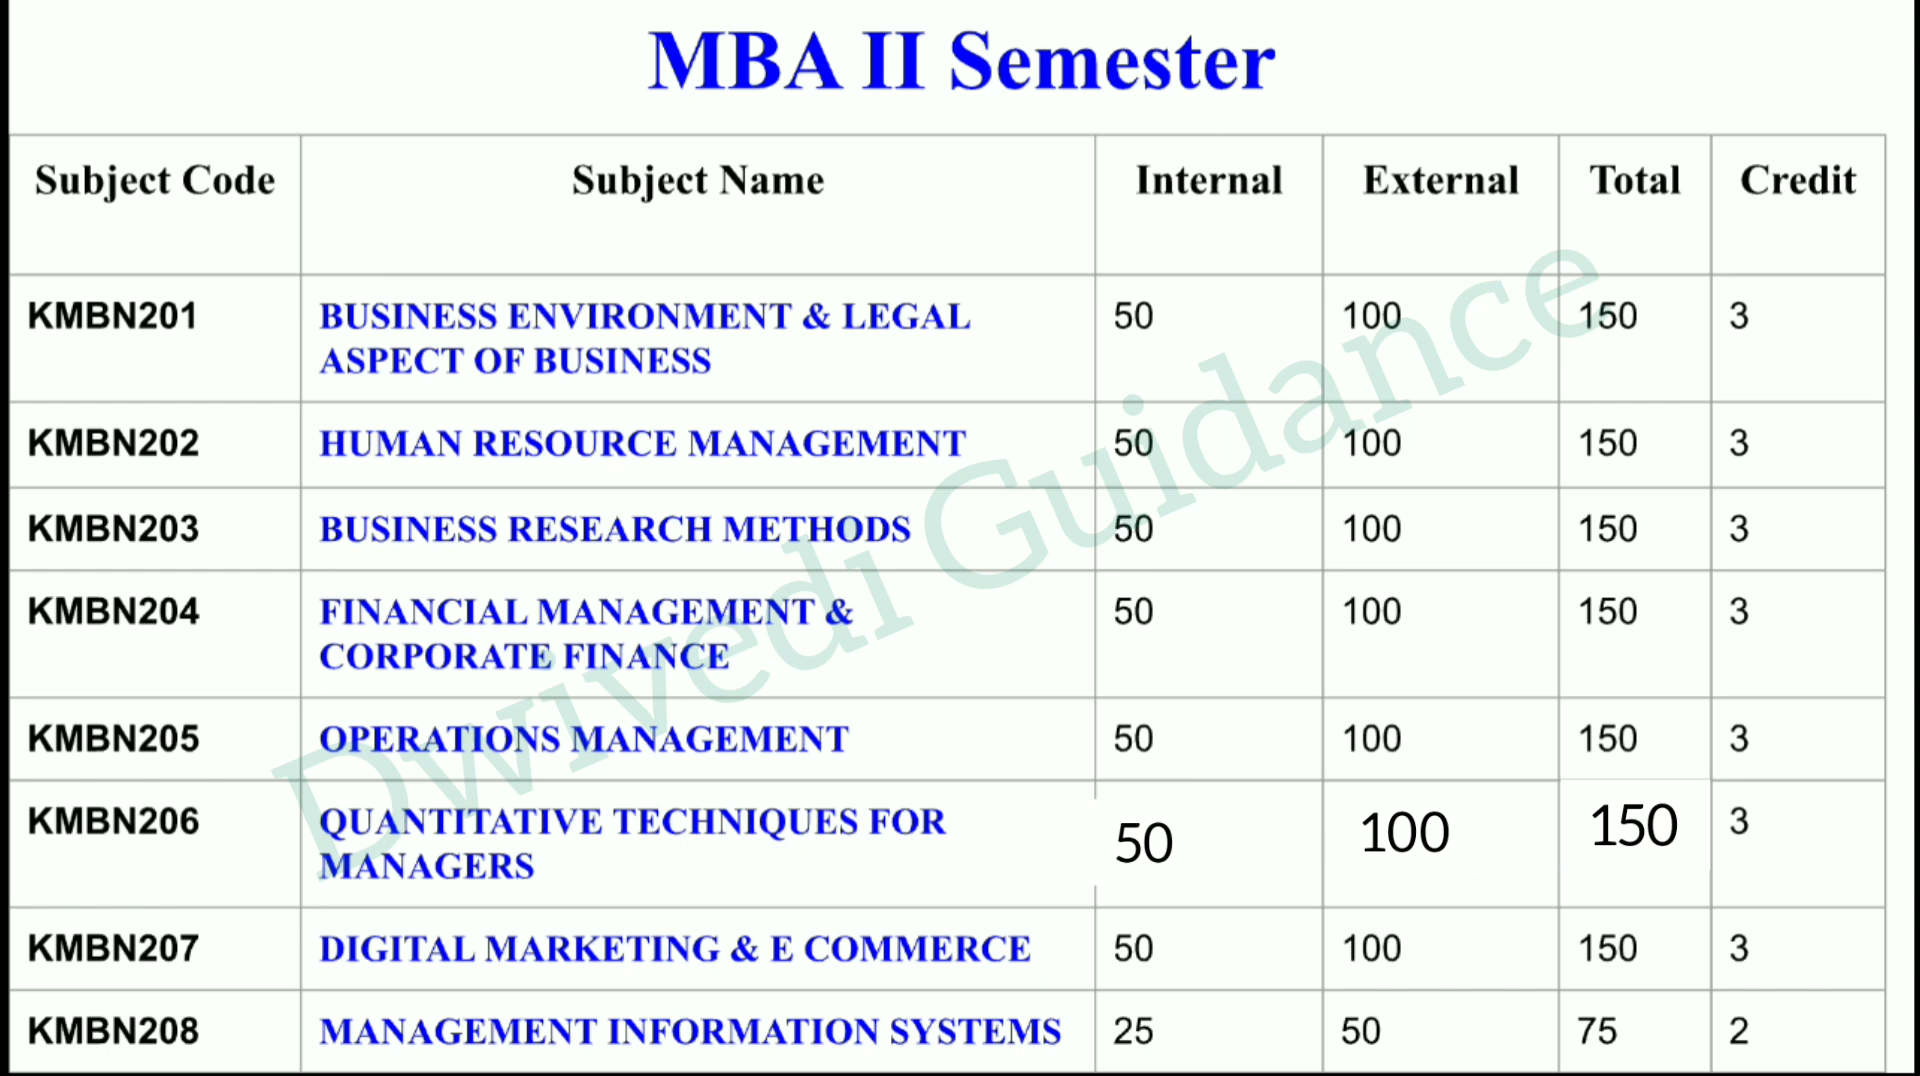 MBA II Semester
Subject Code Subject Name Internal External Total Credit
KMBN201 BUSINESS ENVIRONMENT & LEGAL 50 100 150 3
ASPECT OF BUSINESS
KMBN202 HUMAN RESOURCE MANAGEMENT 50 100 150 3
KMBN203 BUSINESS RESEARCH METHODS 50 100 150 3
KMBN204 FINANCIAL MANAGEMENT & 50 100 150 3
CORPORATE FINANCE
KMBN205 OPERATIONS MANAGEMENT 50 100 150 3
KMBN206 QUANTITATIVE TECHNIQUES FOR 50 100 150 3
MANAGERS
KMBN207 DIGITAL MARKETING & E COMMERCE 50 100 150 3
KMBN208 MANAGEMENT INFORMATION SYSTEMS 25 50 75 2
Dwivedi Guidance